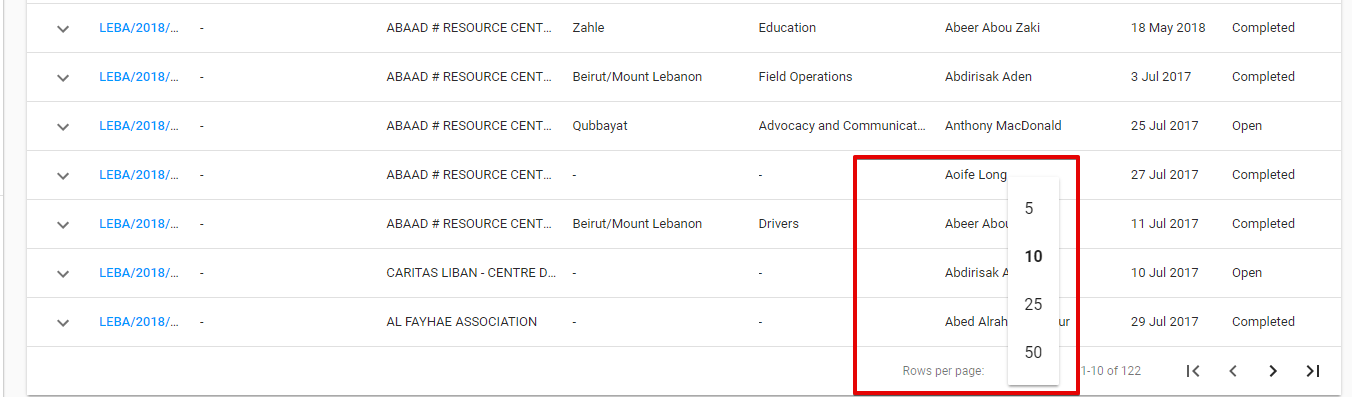 LEBA/2018/... - ABAAD # RESOURCE CENT... Zahle Education Abeer Abou Zaki 18 May 2018 Completed
LEBA/2018/... - ABAAD # RESOURCE CENT... Beirut/Mount Lebanon Field Operations Abdirisak Aden 3 Jul 2017 Completed
LEBA/2018/... - ABAAD # RESOURCE CENT... Qubbayat Advocacy and Communicat... Anthony MacDonald 25 Jul 2017 Open
LEBA/2018/... - ABAAD # RESOURCE CENT... - - Aoife Long 27 Jul 2017 Completed
5
LEBA/2018/... - ABAAD # RESOURCE CENT... Beirut/Mount Lebanon Drivers Abeer Abou 11 Jul 2017 Completed
10
LEBA/2018/... - CARITAS LIBAN - CENTRE D... - - Abdirisak A 10 Jul 2017 Open
25
LEBA/2018/... - AL FAYHAE ASSOCIATION - - Abed Alrah ur 29 Jul 2017 Completed
50
Rows per page: 1-10 of 122